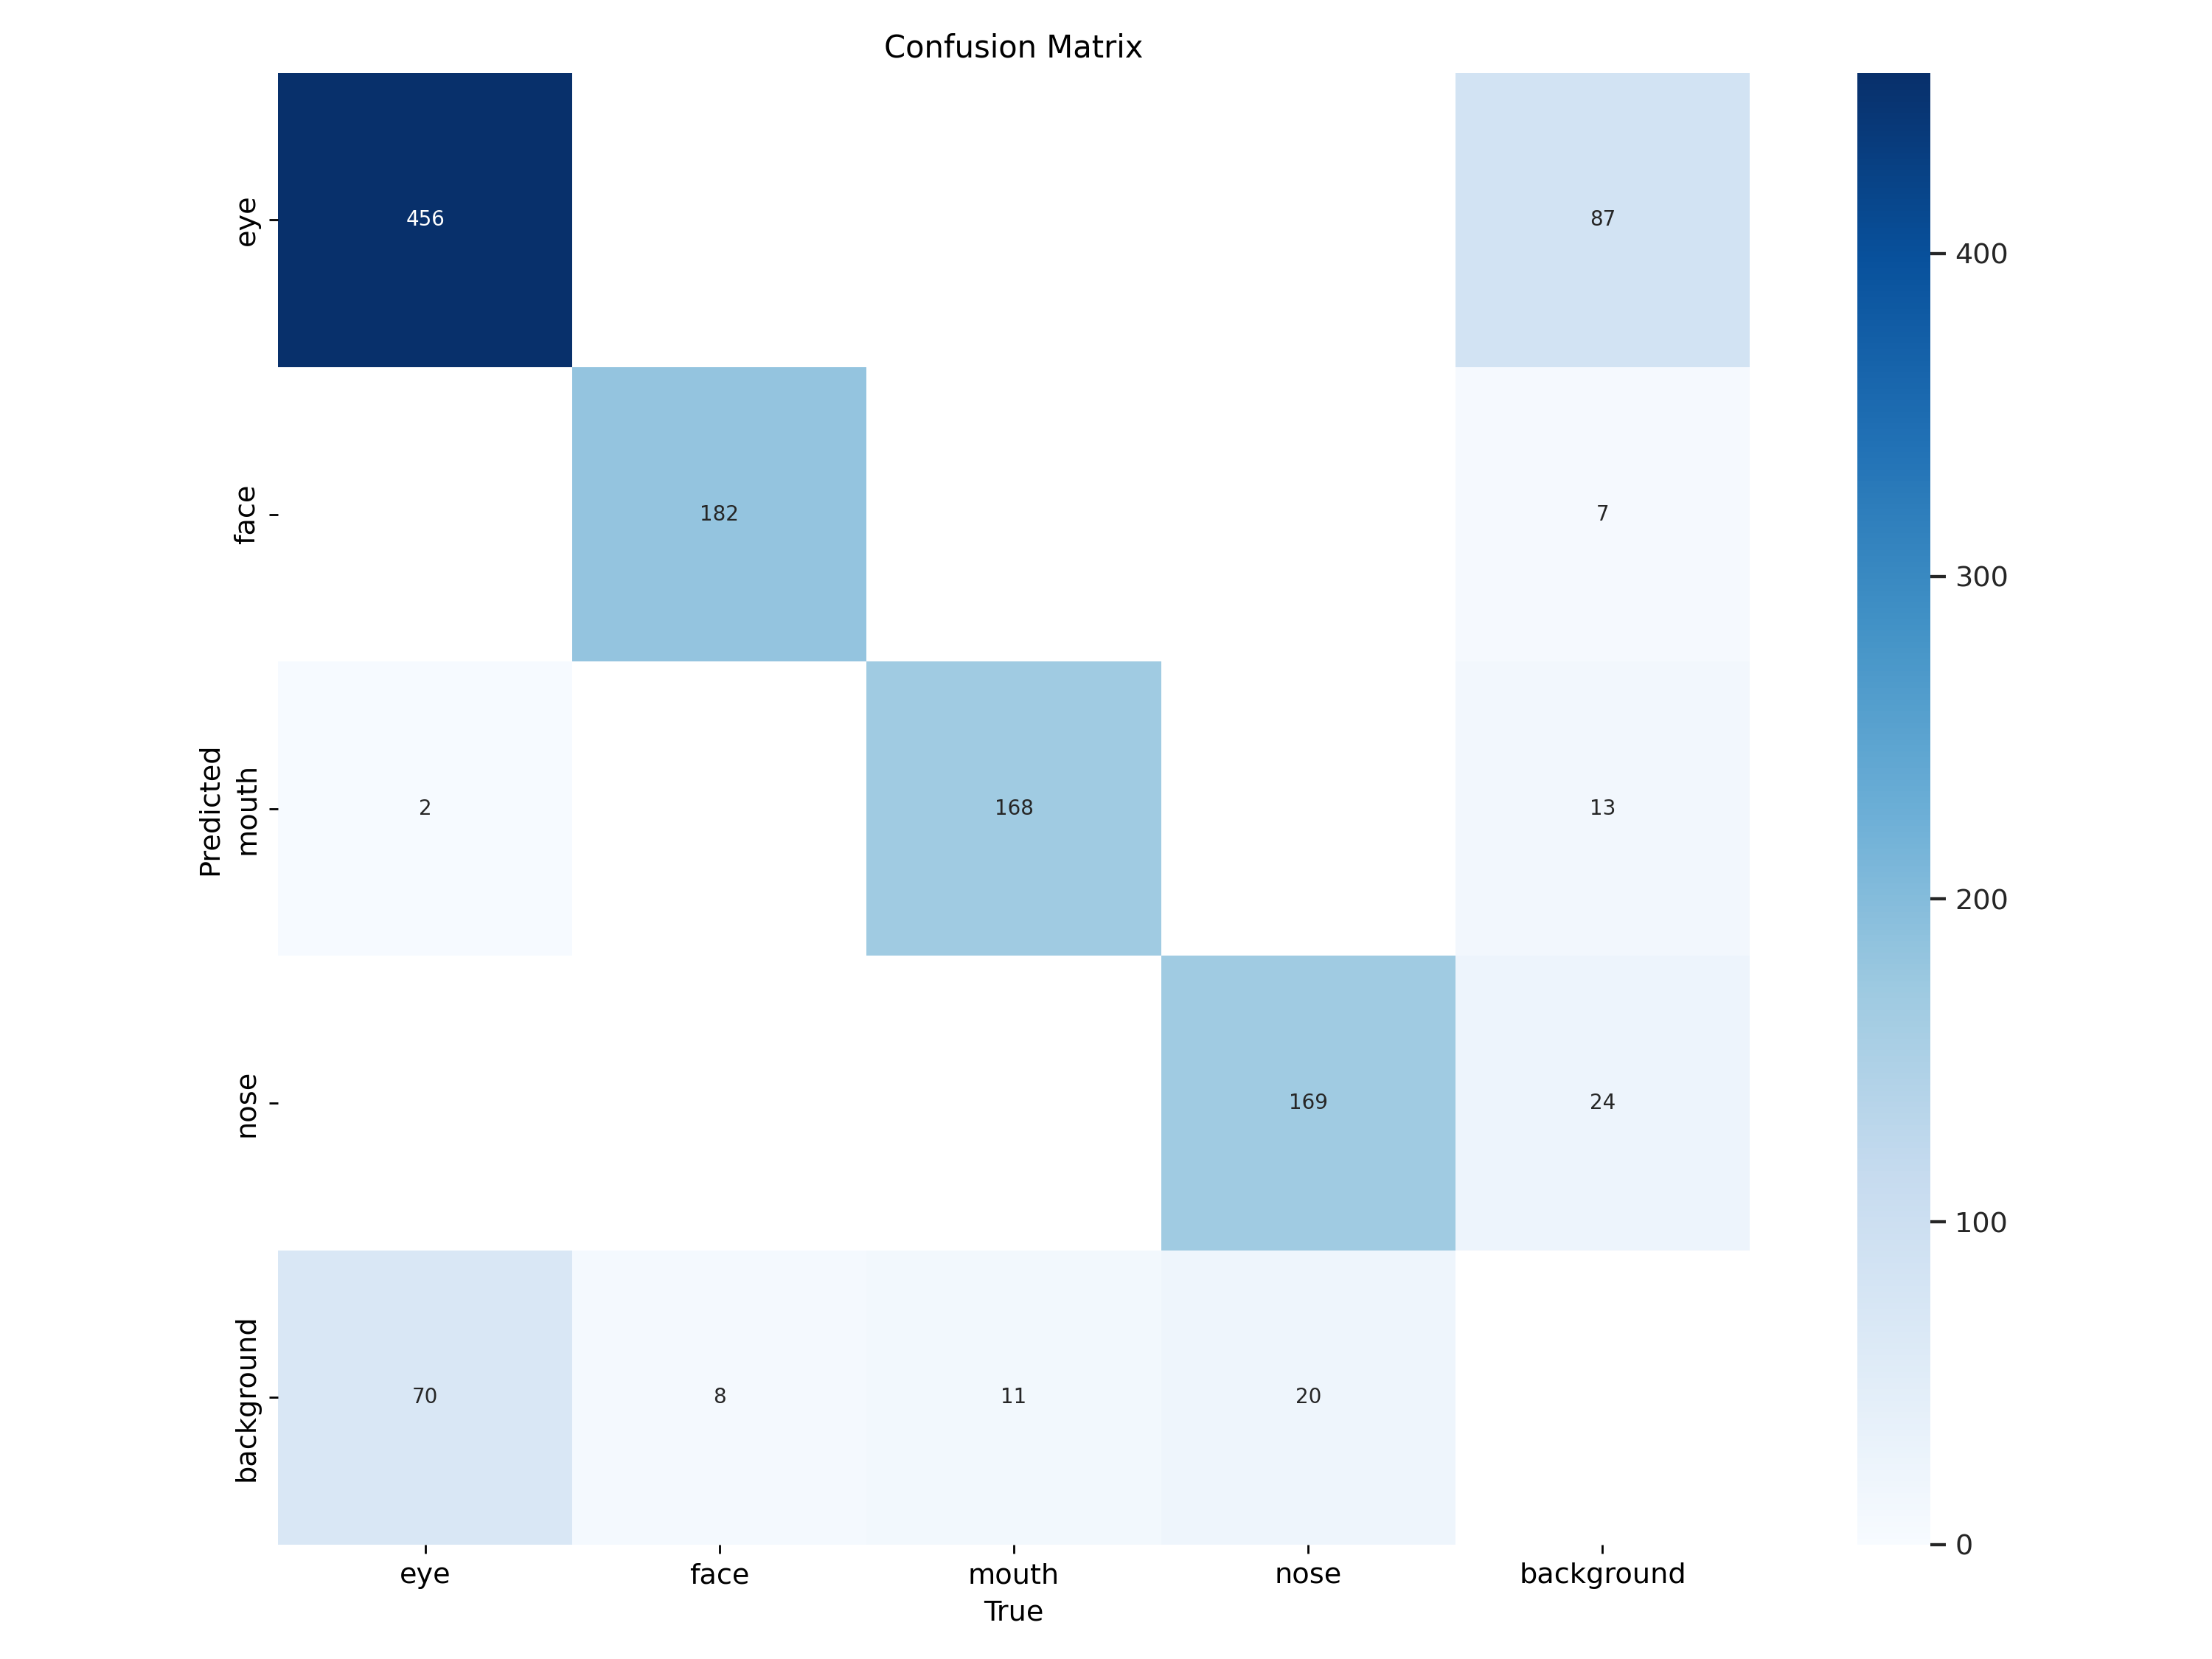 Confusion Matrix
eye
456
87
400
face
182
7
300
Predicted
mouth
2
168
13
200
nose
169
24
100
background
70
8
11
20
0
eye
face
mouth
nose
background
True